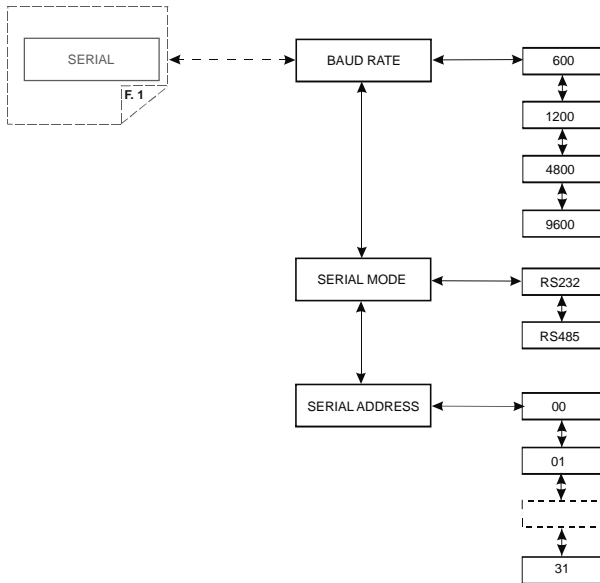 SERIAL
F. 1
BAUD RATE
600
1200
4800
9600
SERIAL MODE
RS232
RS485
SERIAL ADDRESS
00
01
31